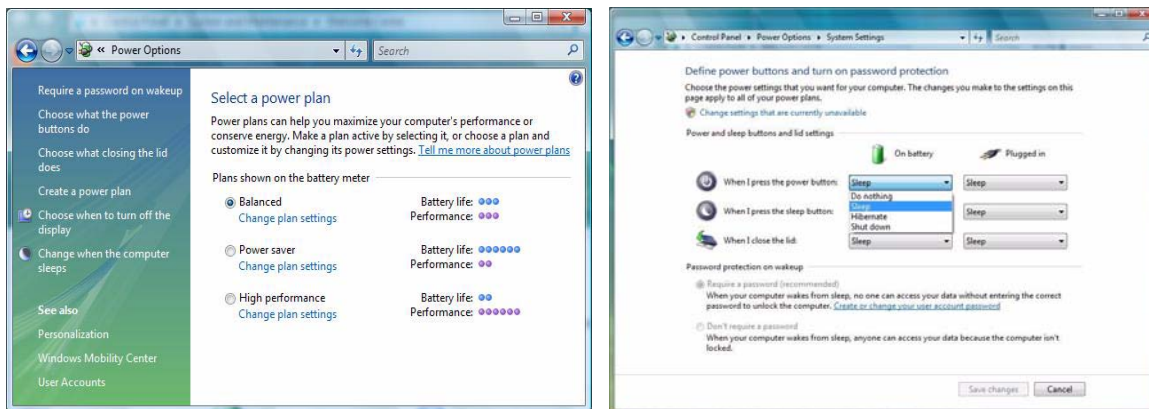 « Power Options
Search
Require a password on wakeup
Choose what the power
buttons do
Choose what closing the lid
does
Create a power plan
Choose when to turn off the
display
Change when the computer
sleeps
See also
Personalization
Windows Mobility Center
User Accounts
Select a power plan
Power plans can help you maximize your computer's performance or
conserve energy. Make a plan active by selecting it, or choose a plan and
customize it by changing its power settings. Tell me more about power plans
Plans shown on the battery meter
Balanced Battery life:
Change plan settings Performance:
Power saver Battery life:
Change plan settings Performance:
High performance Battery life:
Change plan settings Performance:
Control Panel Power Options System Settings
Search
Define power buttons and turn on password protection
Choose the power settings that you want for your computer. The changes you make to the settings on this
page apply to all of your power plans.
Change settings that are currently unavailable
Power and sleep buttons and lid settings
On battery Plugged in
When I press the power button: Sleep Sleep
Do nothing
Sleep
Hibernate
Shut down
When I press the sleep button: Sleep
When I close the lid: Sleep Sleep
Password protection on wakeup
Require a password (recommended)
When your computer wakes from sleep, no one can access your data without entering the correct
password to unlock the computer. Create or change your user account password
Don't require a password
When your computer wakes from sleep, anyone can access your data because the computer isn't
locked.
Save changes Cancel